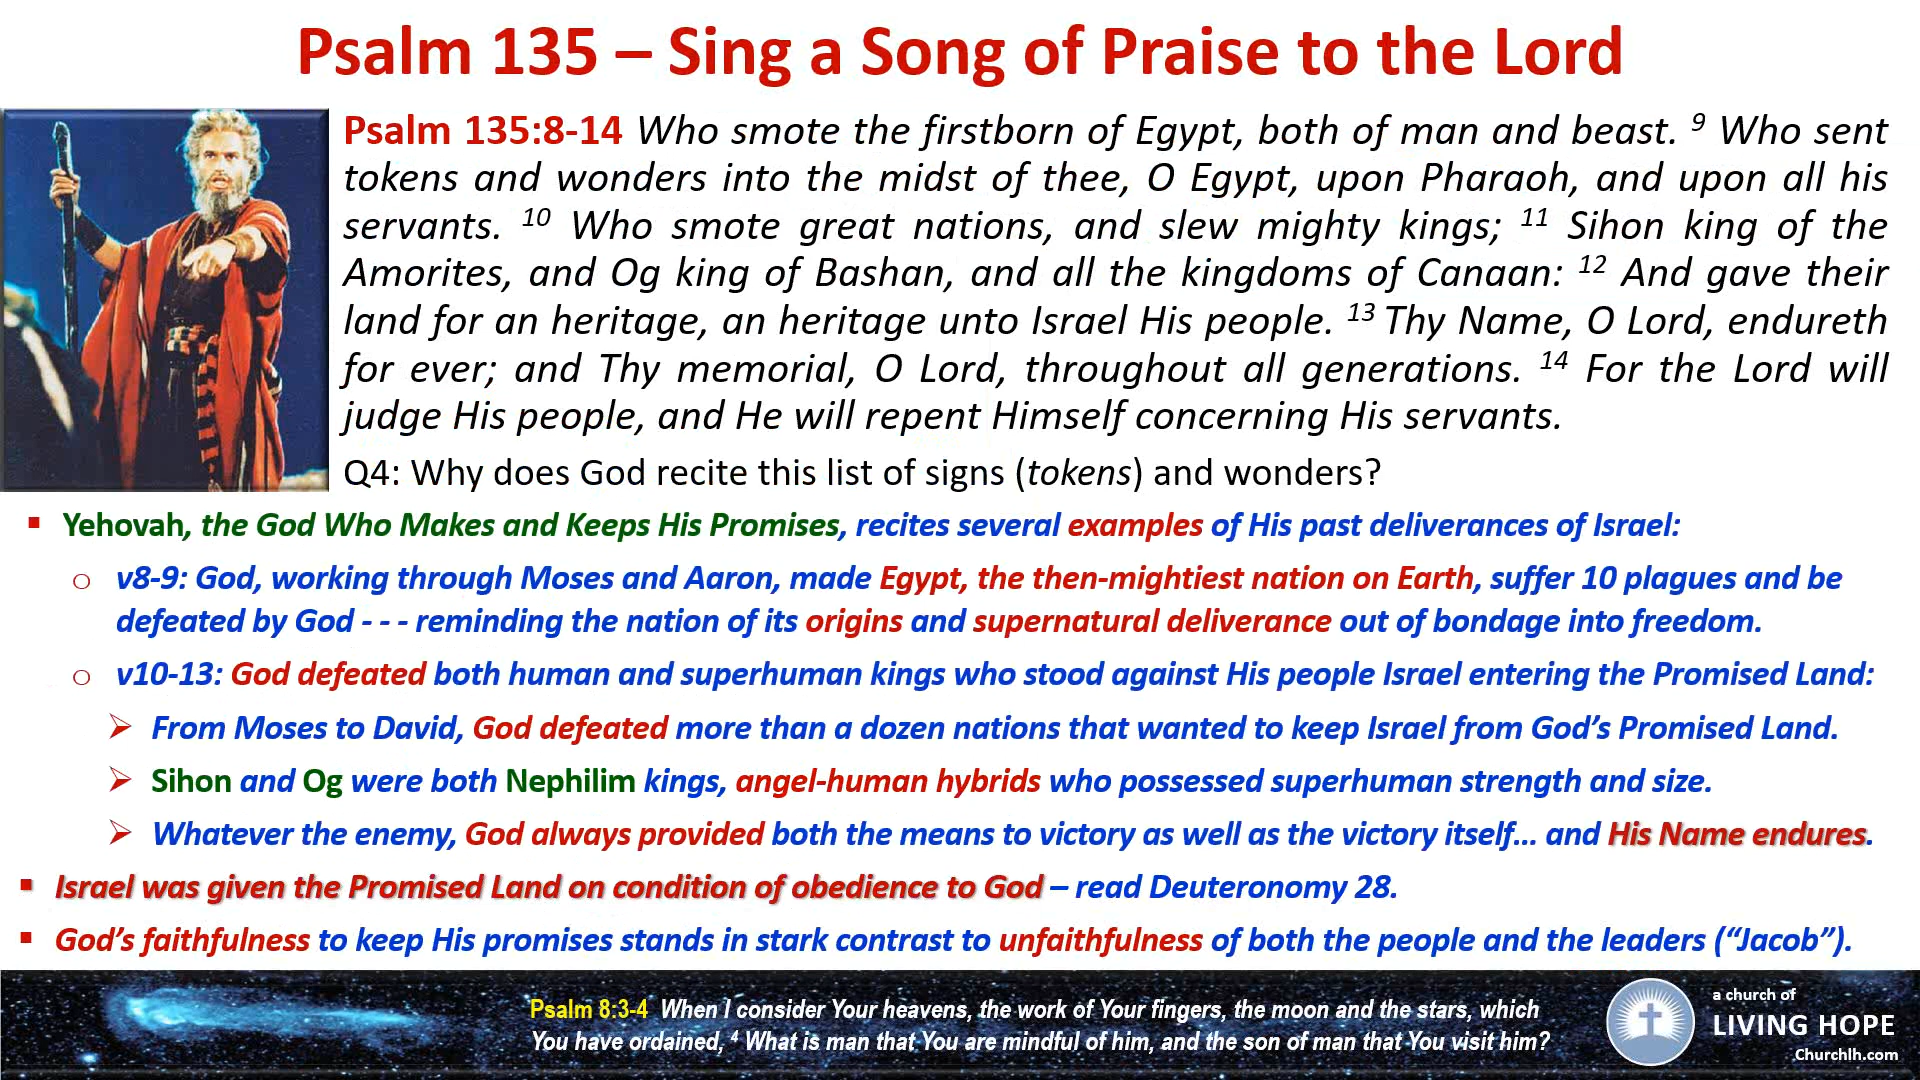 Psalm 135 – Sing a Song of Praise to the Lord
Psalm 135:8-14 Who smote the firstborn of Egypt, both of man and beast. 9 Who sent
tokens and wonders into the midst of thee, O Egypt, upon Pharaoh, and upon all his
servants. 10 Who smote great nations, and slew mighty kings; 11 Sihon king of the
Amorites, and Og king of Bashan, and all the kingdoms of Canaan: 12 And gave their
land for an heritage, an heritage unto Israel His people. 13 Thy Name, O Lord, endureth
for ever; and Thy memorial, O Lord, throughout all generations. 14 For the Lord will
judge His people, and He will repent Himself concerning His servants.
Q4: Why does God recite this list of signs (tokens) and wonders?
▪ Yehovah, the God Who Makes and Keeps His Promises, recites several examples of His past deliverances of Israel:
o v8-9: God, working through Moses and Aaron, made Egypt, the then-mightiest nation on Earth, suffer 10 plagues and be
defeated by God - - - reminding the nation of its origins and supernatural deliverance out of bondage into freedom.
o v10-13: God defeated both human and superhuman kings who stood against His people Israel entering the Promised Land:
➢ From Moses to David, God defeated more than a dozen nations that wanted to keep Israel from God’s Promised Land.
➢ Sihon and Og were both Nephilim kings, angel-human hybrids who possessed superhuman strength and size.
➢ Whatever the enemy, God always provided both the means to victory as well as the victory itself… and His Name endures.
▪ Israel was given the Promised Land on condition of obedience to God – read Deuteronomy 28.
▪ God’s faithfulness to keep His promises stands in stark contrast to unfaithfulness of both the people and the leaders (“Jacob”).
Psalm 8:3-4 When I consider Your heavens, the work of Your fingers, the moon and the stars, which
You have ordained, 4 What is man that You are mindful of him, and the son of man that You visit him?
a church of
LIVING HOPE
Churchlh.com